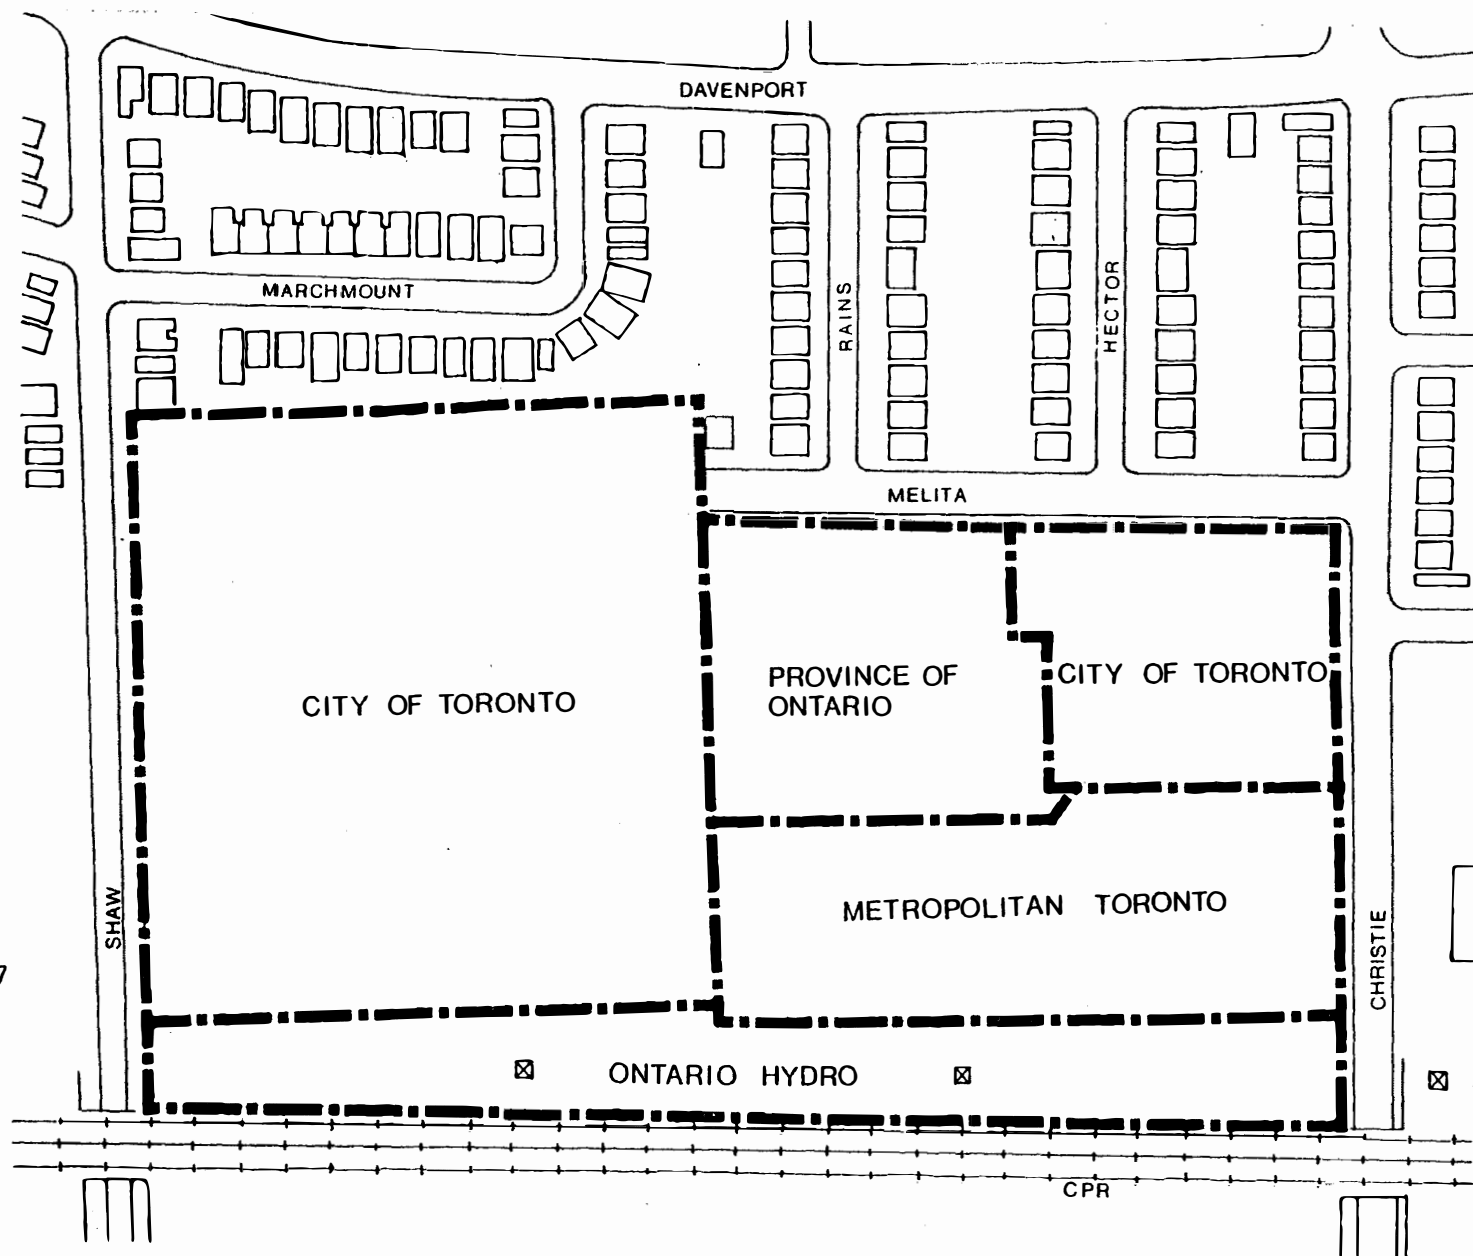 DAVENPORT
MARCHMOUNT
RAINS
HECTOR
MELITA
PROVINCE OF
ONTARIO
CITY OF TORONTO
CITY OF TORONTO
METROPOLITAN TORONTO
SHAW
CHRISTIE
7
ONTARIO HYDRO
CPR